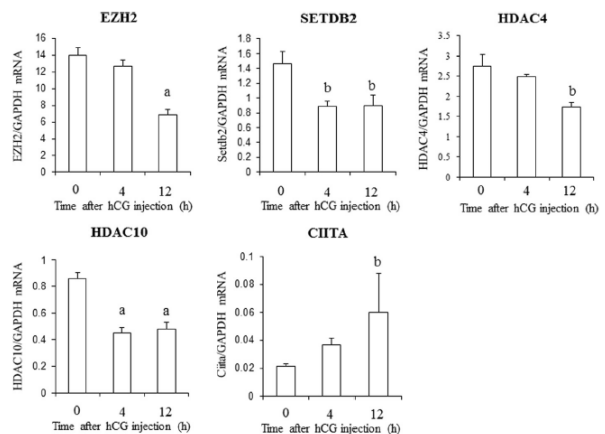 EZH2
EZH2/GAPDH mRNA
16
14
12
10
8
6
4
2
0
a
0 4 12
Time after hCG injection (h)
SETDB2
Setdb2/GAPDH mRNA
1.8
1.6
1.4
1.2
1
0.8
0.6
0.4
0.2
0
b b
0 4 12
Time after hCG injection (h)
HDAC4
HDAC4/GAPDH mRNA
3.5
3
2.5
2
1.5
1
0.5
0
b
0 4 12
Time after hCG injection (h)
HDAC10
HDAC10/GAPDH mRNA
1
0.8
0.6
0.4
0.2
0
a a
0 4 12
Time after hCG injection (h)
CIITA
Ciita/GAPDH mRNA
0.1
0.08
0.06
0.04
0.02
0
b
0 4 12
Time after hCG injection (h)